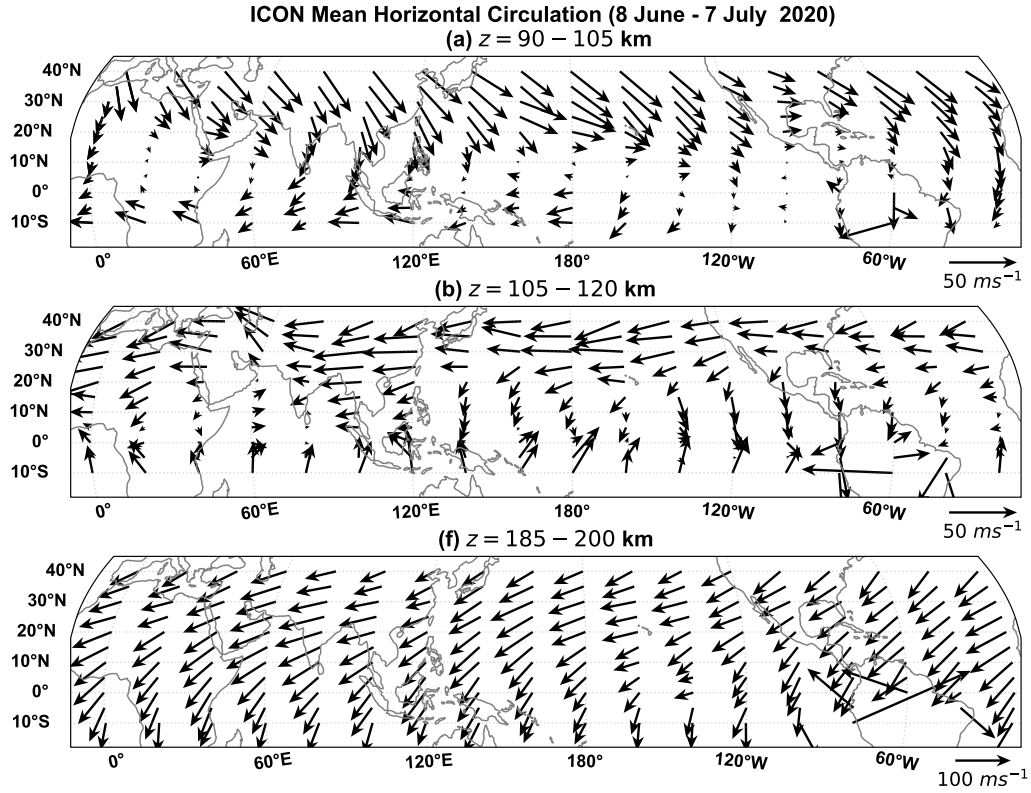 ICON Mean Horizontal Circulation (8 June - 7 July 2020)
(a) z = 90 − 105 km
40°N
30°N
20°N
10°N
0°
10°S
0° 60°E 120°E 180° 120°W 60°W
50 ms⁻¹
(b) z = 105 − 120 km
40°N
30°N
20°N
10°N
0°
10°S
0° 60°E 120°E 180° 120°W 60°W
50 ms⁻¹
(f) z = 185 − 200 km
40°N
30°N
20°N
10°N
0°
10°S
0° 60°E 120°E 180° 120°W 60°W
100 ms⁻¹